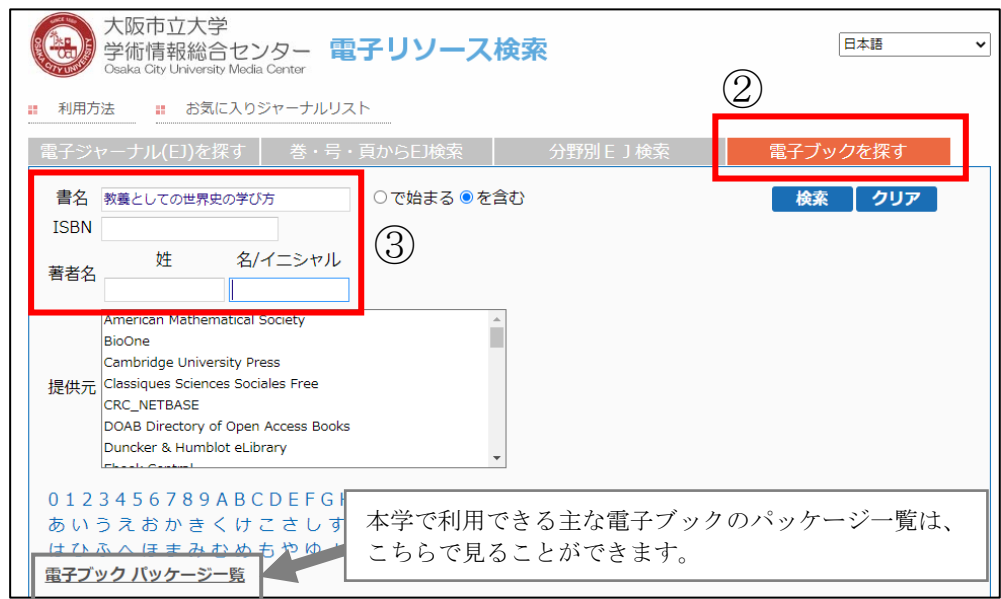 大阪市立大学
学術情報総合センター 電子リソース検索
Osaka City University Media Center
日本語
利用方法 お気に入りジャーナルリスト
②
電子ジャーナル(EJ)を探す 巻・号・頁からEJ検索 分野別ＥＪ検索 電子ブックを探す
書名 教養としての世界史の学び方 で始まる を含む 検索 クリア
ISBN
③
姓 名/イニシャル
著者名
American Mathematical Society
BioOne
Cambridge University Press
提供元 Classiques Sciences Sociales Free
CRC_NETBASE
DOAB Directory of Open Access Books
Duncker & Humblot eLibrary
0 1 2 3 4 5 6 7 8 9 A B C D E F G
あ い う え お か き く け こ さ し す
は ひ ふ へ ほ ま み む め も や ゆ
本学で利用できる主な電子ブックのパッケージ一覧は、
こちらで見ることができます。
電子ブック パッケージ一覧